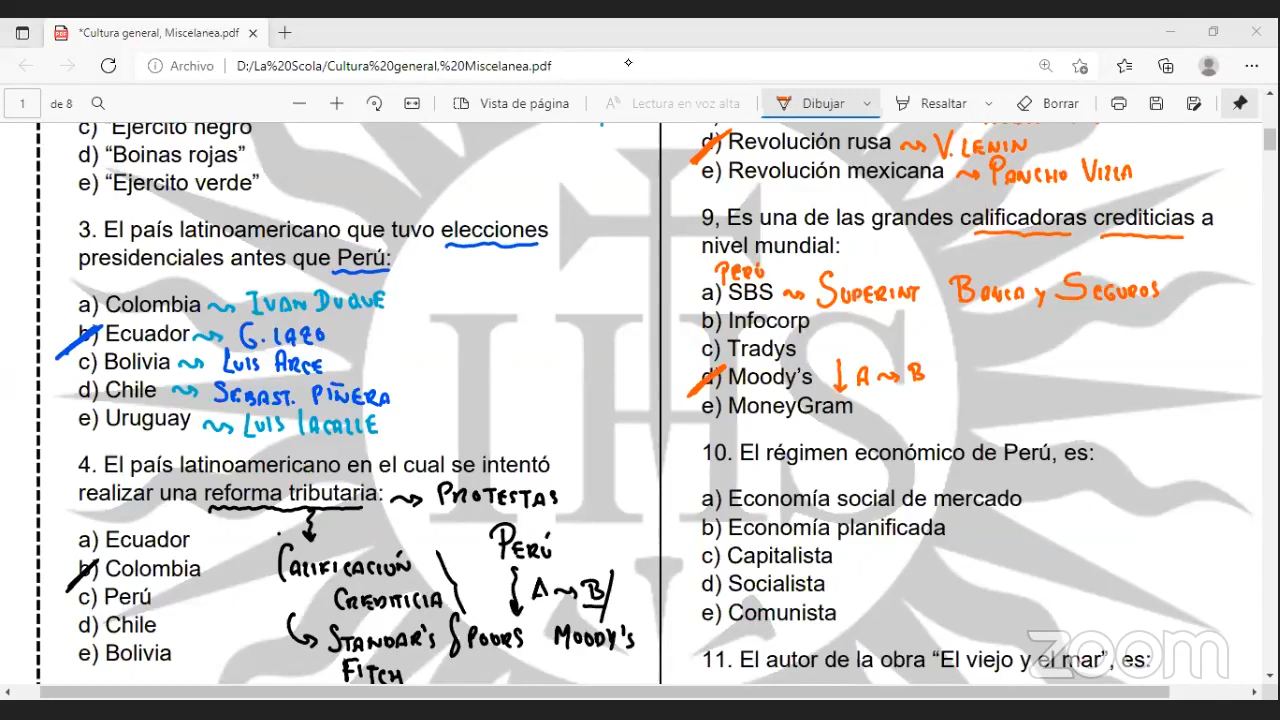 *Cultura general, Miscelanea.pdf
Archivo D:/La%20Scola/Cultura%20general,%20Miscelanea.pdf
1 de 8 Vista de página Lectura en voz alta Dibujar Resaltar Borrar
c) “Ejercito negro
d) “Boinas rojas”
e) “Ejercito verde”
3. El país latinoamericano que tuvo elecciones
presidenciales antes que Perú:
a) Colombia IVAN DUQUE
b) Ecuador G. LAZO
c) Bolivia LUIS ARCE
d) Chile SEBAST. PIÑERA
e) Uruguay LUIS LACALLE
4. El país latinoamericano en el cual se intentó
realizar una reforma tributaria: PROTESTAS
a) Ecuador
b) Colombia
c) Perú
d) Chile
e) Bolivia
CALIFICACIÓN
CREDITICIA
STANDAR'S & POORS MOODY'S
FITCH
PERÚ
A B
d) Revolución rusa V. LENIN
e) Revolución mexicana PANCHO VILLA
9, Es una de las grandes calificadoras crediticias a
nivel mundial:
PERÚ
a) SBS SUPERINT BANCA y SEGUROS
b) Infocorp
c) Tradys
d) Moody’s A B
e) MoneyGram
10. El régimen económico de Perú, es:
a) Economía social de mercado
b) Economía planificada
c) Capitalista
d) Socialista
e) Comunista
11. El autor de la obra “El viejo y el mar”, es:
IHS
zoom